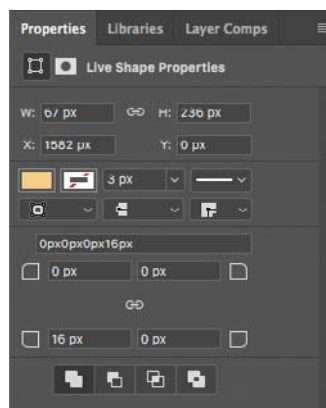 Properties Libraries Layer Comps
Live Shape Properties
W: 67 px H: 236 px
X: 1582 px Y: 0 px
3 px
0px0px0px16px
0 px 0 px
16 px 0 px